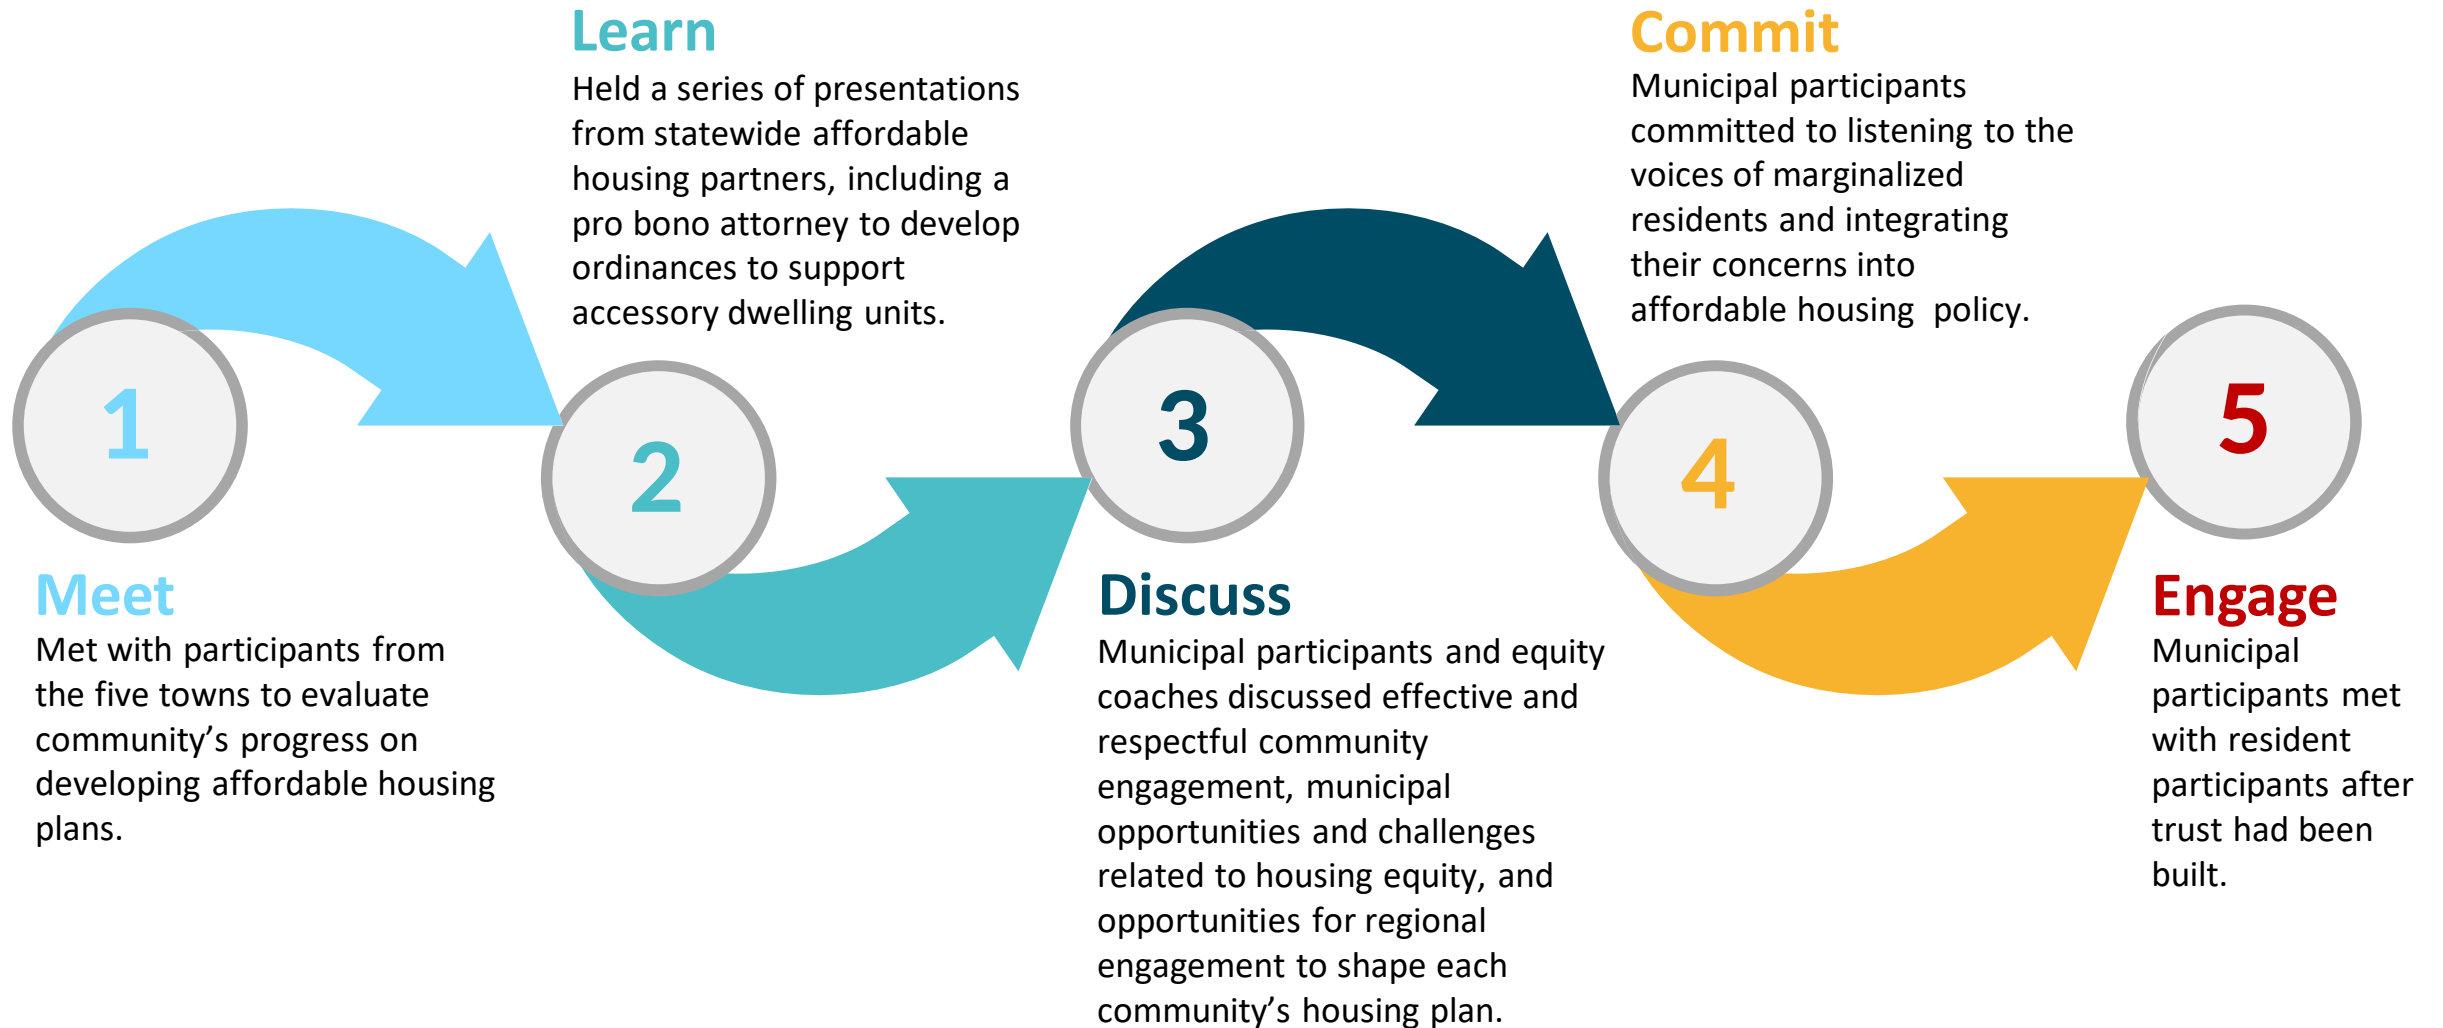 1
Meet
Met with participants from
the five towns to evaluate
community’s progress on
developing affordable housing
plans.
2
Learn
Held a series of presentations
from statewide affordable
housing partners, including a
pro bono attorney to develop
ordinances to support
accessory dwelling units.
3
Discuss
Municipal participants and equity
coaches discussed effective and
respectful community
engagement, municipal
opportunities and challenges
related to housing equity, and
opportunities for regional
engagement to shape each
community’s housing plan.
4
Commit
Municipal participants
committed to listening to the
voices of marginalized
residents and integrating
their concerns into
affordable housing  policy.
5
Engage
Municipal
participants met
with resident
participants after
trust had been
built.